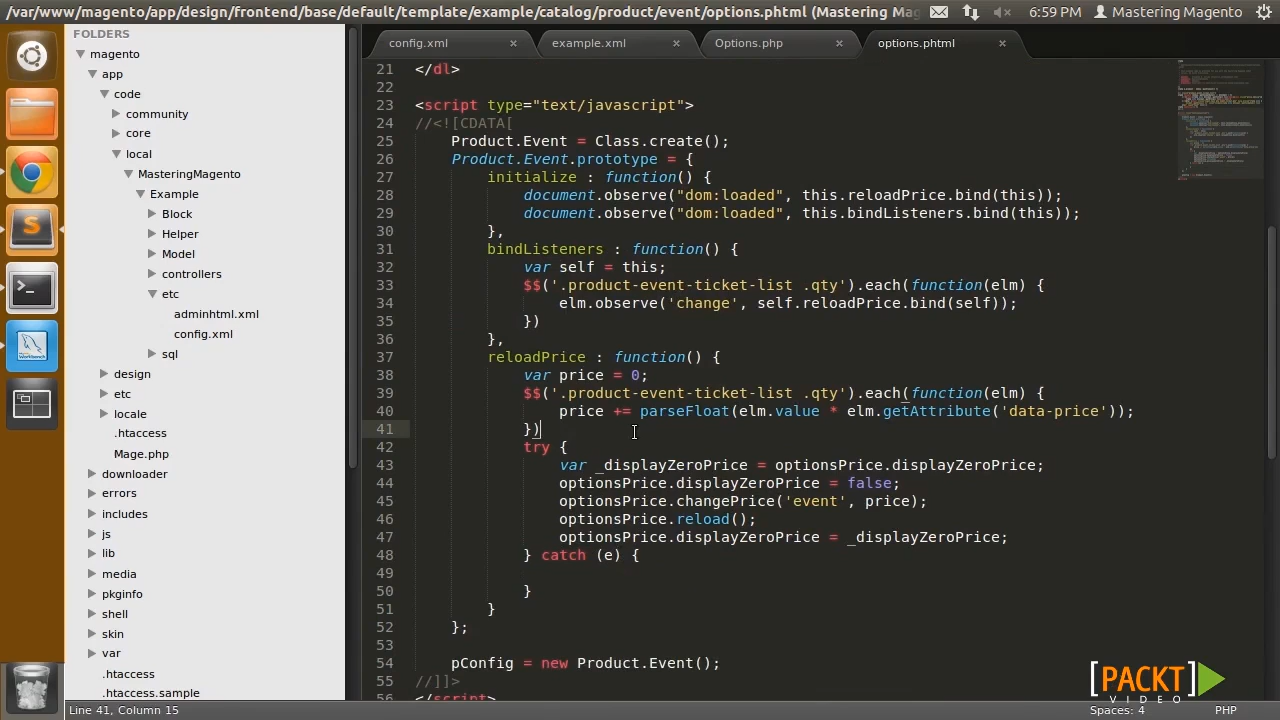 /var/www/magento/app/design/frontend/base/default/template/example/catalog/product/event/options.phtml (Mastering Mag
6:59 PM
Mastering Magento
FOLDERS
magento
app
code
community
core
local
MasteringMagento
Example
Block
Helper
Model
controllers
etc
adminhtml.xml
config.xml
sql
design
etc
locale
.htaccess
Mage.php
downloader
errors
includes
js
lib
media
pkginfo
shell
skin
var
.htaccess
.htaccess.sample
config.xml
example.xml
Options.php
options.phtml
21 </dl>
22
23 <script type="text/javascript">
24 //<![CDATA[
25 Product.Event = Class.create();
26 Product.Event.prototype = {
27 initialize : function() {
28 document.observe("dom:loaded", this.reloadPrice.bind(this));
29 document.observe("dom:loaded", this.bindListeners.bind(this));
30 },
31 bindListeners : function() {
32 var self = this;
33 $$('.product-event-ticket-list .qty').each(function(elm) {
34 elm.observe('change', self.reloadPrice.bind(self));
35 })
36 },
37 reloadPrice : function() {
38 var price = 0;
39 $$('.product-event-ticket-list .qty').each(function(elm) {
40 price += parseFloat(elm.value * elm.getAttribute('data-price'));
41 })
42 try {
43 var _displayZeroPrice = optionsPrice.displayZeroPrice;
44 optionsPrice.displayZeroPrice = false;
45 optionsPrice.changePrice('event', price);
46 optionsPrice.reload();
47 optionsPrice.displayZeroPrice = _displayZeroPrice;
48 } catch (e) {
49
50 }
51 }
52 };
53
54 pConfig = new Product.Event();
55 //]]>
56 </script>
[PACKT]
VIDEO
Line 41, Column 15
Spaces: 4
PHP